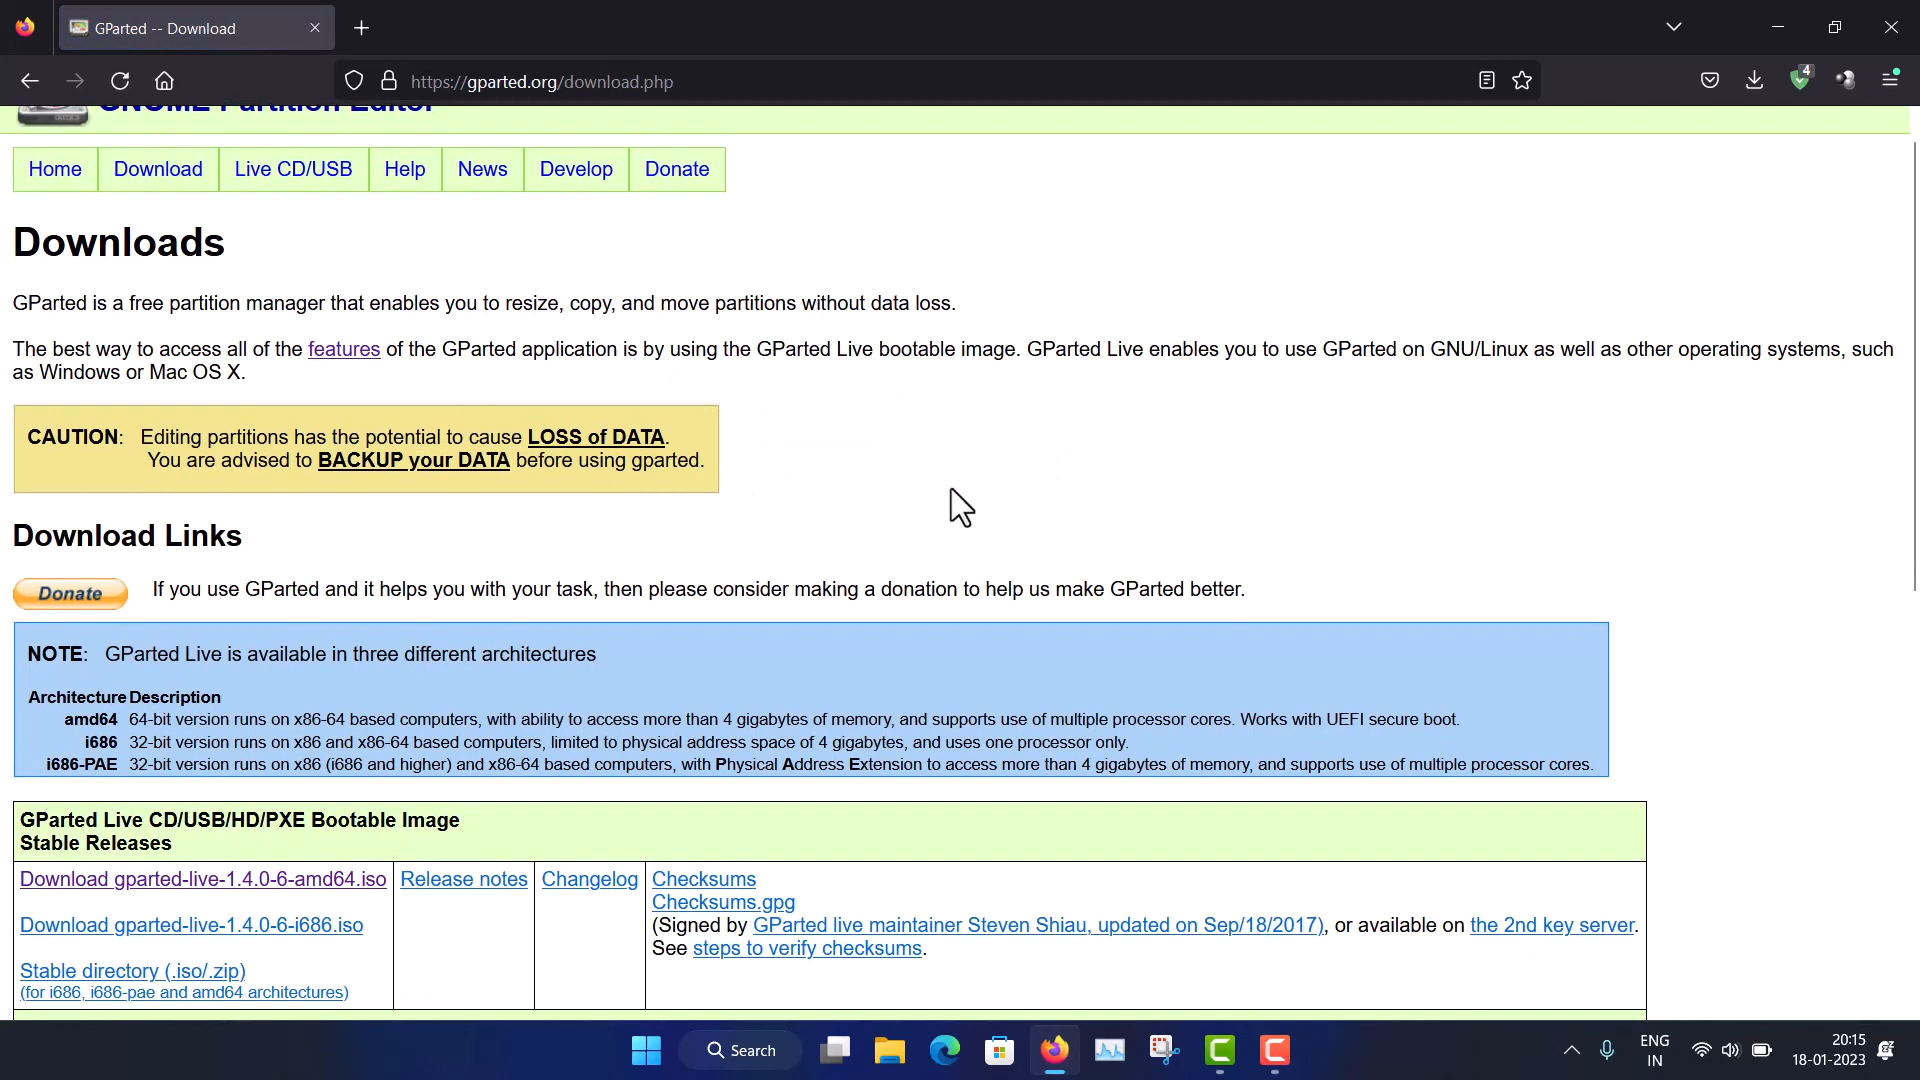 GParted -- Download
https://gparted.org/download.php
4
GNOME Partition Editor
Home Download Live CD/USB Help News Develop Donate
Downloads
GParted is a free partition manager that enables you to resize, copy, and move partitions without data loss.
The best way to access all of the features of the GParted application is by using the GParted Live bootable image. GParted Live enables you to use GParted on GNU/Linux as well as other operating systems, such
as Windows or Mac OS X.
CAUTION: Editing partitions has the potential to cause LOSS of DATA.
You are advised to BACKUP your DATA before using gparted.
Download Links
Donate If you use GParted and it helps you with your task, then please consider making a donation to help us make GParted better.
NOTE: GParted Live is available in three different architectures
Architecture Description
amd64 64-bit version runs on x86-64 based computers, with ability to access more than 4 gigabytes of memory, and supports use of multiple processor cores. Works with UEFI secure boot.
i686 32-bit version runs on x86 and x86-64 based computers, limited to physical address space of 4 gigabytes, and uses one processor only.
i686-PAE 32-bit version runs on x86 (i686 and higher) and x86-64 based computers, with Physical Address Extension to access more than 4 gigabytes of memory, and supports use of multiple processor cores.
GParted Live CD/USB/HD/PXE Bootable Image
Stable Releases
Download gparted-live-1.4.0-6-amd64.iso
Download gparted-live-1.4.0-6-i686.iso
Stable directory (.iso/.zip)
(for i686, i686-pae and amd64 architectures)
Release notes
Changelog
Checksums
Checksums.gpg
(Signed by GParted live maintainer Steven Shiau, updated on Sep/18/2017), or available on the 2nd key server.
See steps to verify checksums.
Search
ENG
IN
20:15
18-01-2023